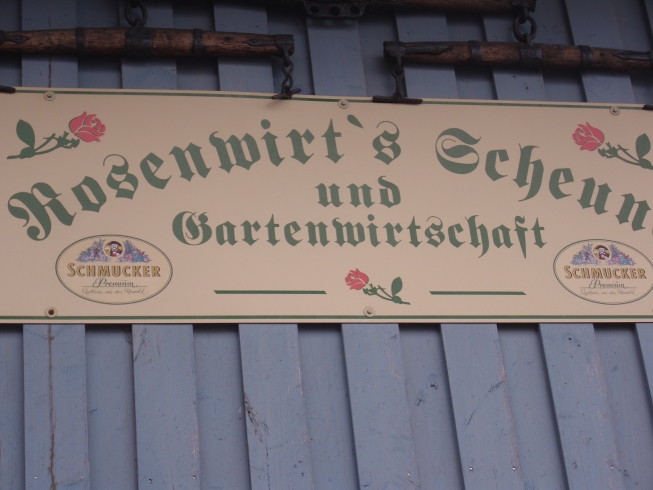 Rosenwirt`s Scheun
und
Gartenwirtschaft
SCHMUCKER
Premium
SCHMUCKER
Premium